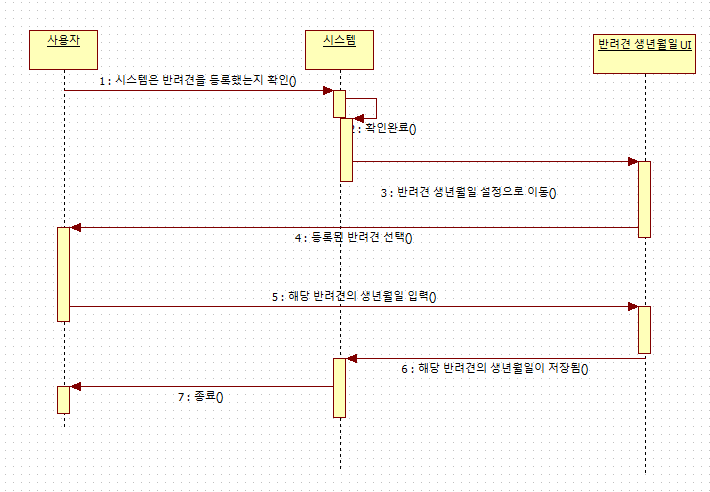 사용자
시스템
반려견 생년월일 UI
1 : 시스템은 반려견을 등록했는지 확인()
2 : 확인완료()
3 : 반려견 생년월일 설정으로 이동()
4 : 등록된 반려견 선택()
5 : 해당 반려견의 생년월일 입력()
6 : 해당 반려견의 생년월일이 저장됨()
7 : 종료()